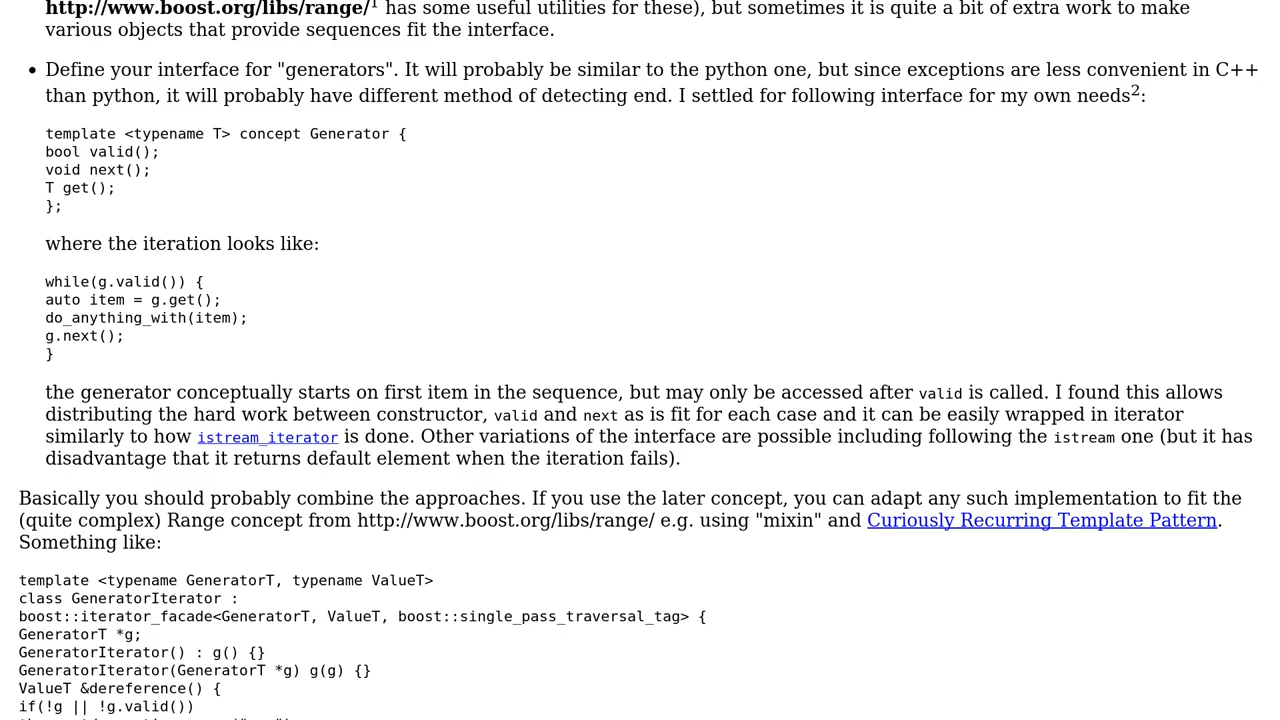 http://www.boost.org/libs/range/1 has some useful utilities for these), but sometimes it is quite a bit of extra work to make
various objects that provide sequences fit the interface.
• Define your interface for "generators". It will probably be similar to the python one, but since exceptions are less convenient in C++
than python, it will probably have different method of detecting end. I settled for following interface for my own needs2:
template <typename T> concept Generator {
bool valid();
void next();
T get();
};
where the iteration looks like:
while(g.valid()) {
auto item = g.get();
do_anything_with(item);
g.next();
}
the generator conceptually starts on first item in the sequence, but may only be accessed after valid is called. I found this allows
distributing the hard work between constructor, valid and next as is fit for each case and it can be easily wrapped in iterator
similarly to how istream_iterator is done. Other variations of the interface are possible including following the istream one (but it has
disadvantage that it returns default element when the iteration fails).
Basically you should probably combine the approaches. If you use the later concept, you can adapt any such implementation to fit the
(quite complex) Range concept from http://www.boost.org/libs/range/ e.g. using "mixin" and Curiously Recurring Template Pattern.
Something like:
template <typename GeneratorT, typename ValueT>
class GeneratorIterator :
boost::iterator_facade<GeneratorT, ValueT, boost::single_pass_traversal_tag> {
GeneratorT *g;
GeneratorIterator() : g() {}
GeneratorIterator(GeneratorT *g) g(g) {}
ValueT &dereference() {
if(!g || !g.valid())